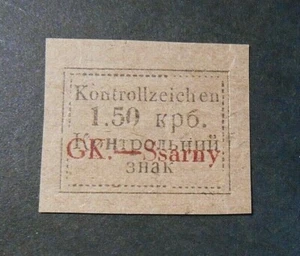 Kontrollzeichen
1.50 крб.
Контрольний
GK.—Ssarny
знак